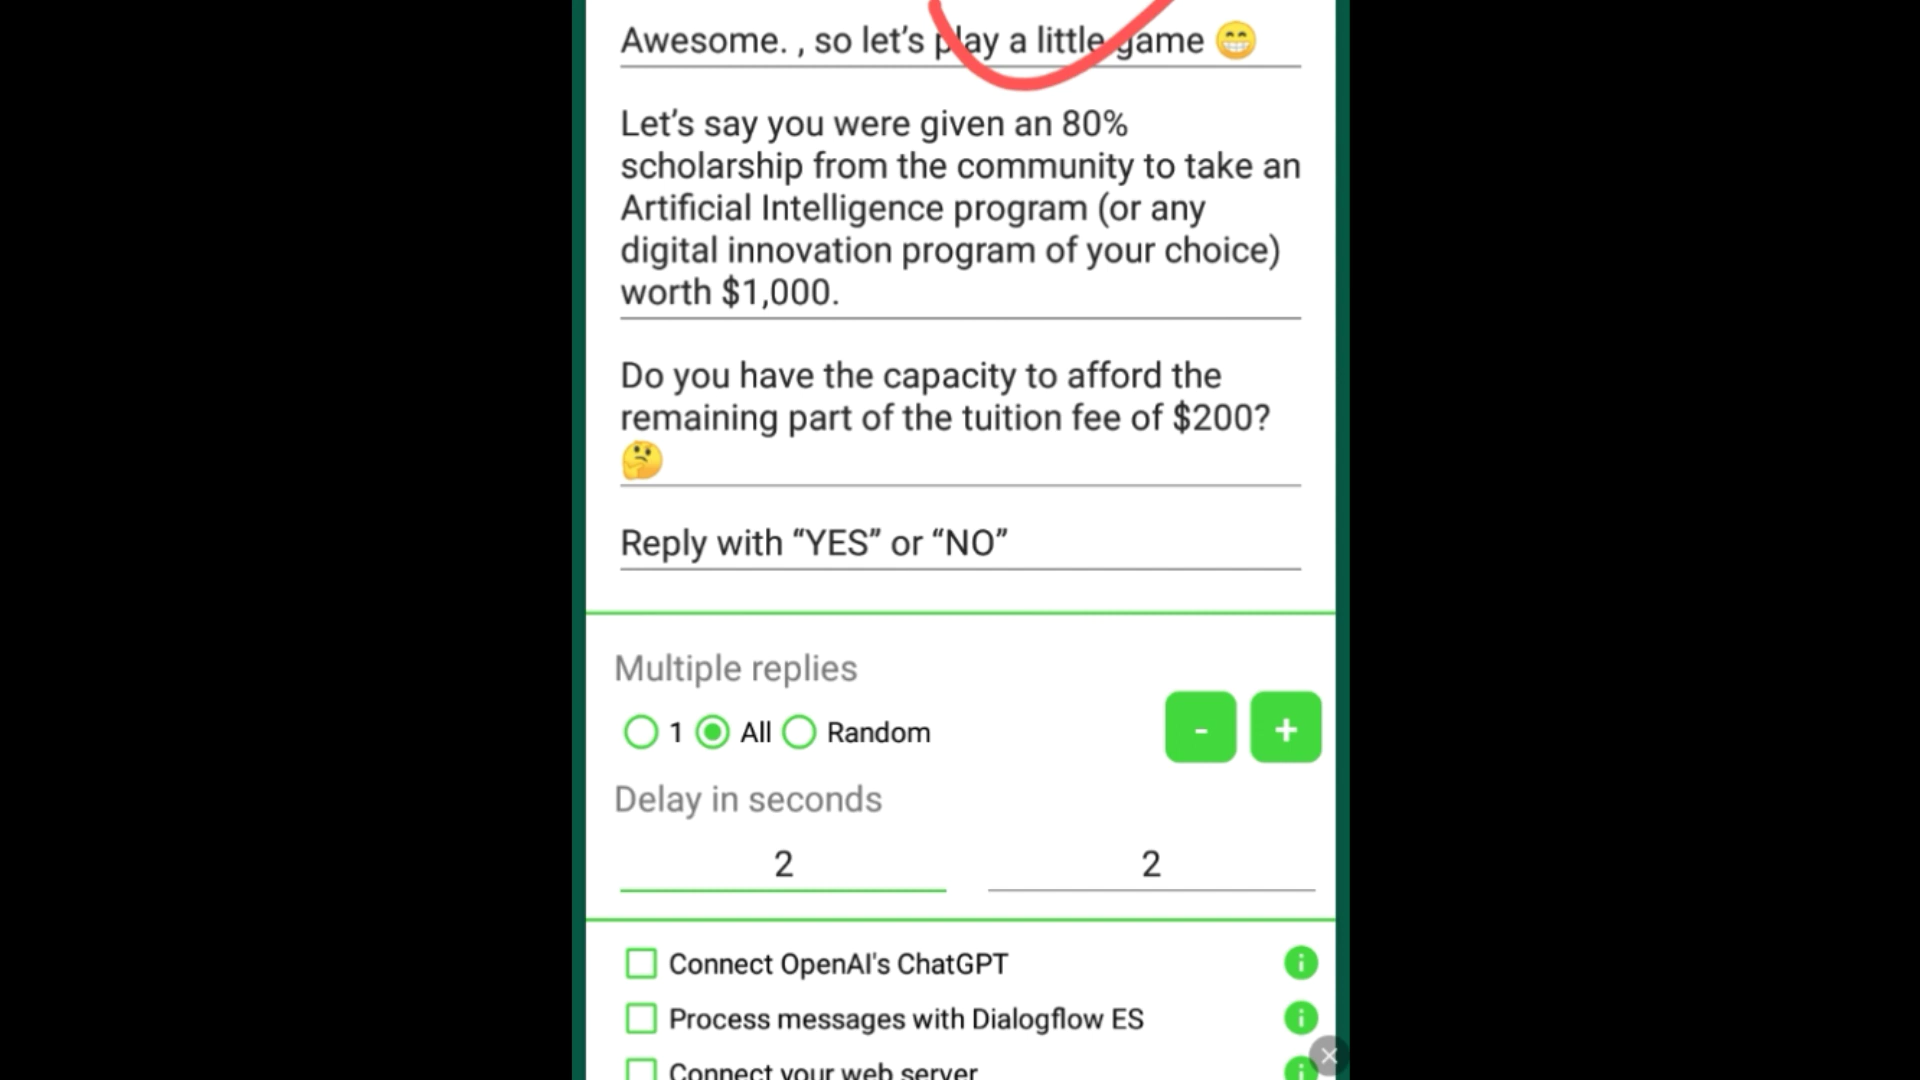 Awesome. , so let’s play a little game 😁
Let’s say you were given an 80%
scholarship from the community to take an
Artificial Intelligence program (or any
digital innovation program of your choice)
worth $1,000.
Do you have the capacity to afford the
remaining part of the tuition fee of $200?
🤔
Reply with “YES” or “NO”
Multiple replies
1 All Random - +
Delay in seconds
2 2
Connect OpenAI's ChatGPT
Process messages with Dialogflow ES
Connect your web server